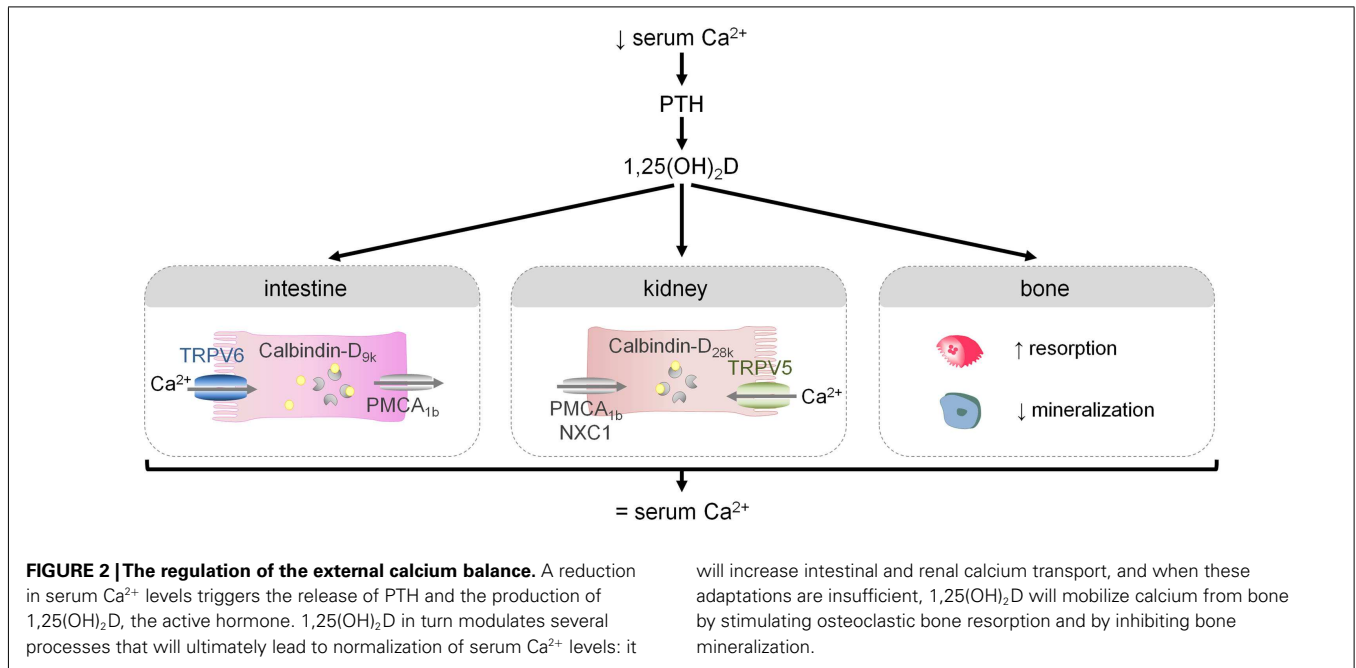 ↓ serum Ca²⁺
PTH
1,25(OH)₂D
intestine
TRPV6
Calbindin-D₉ₖ
Ca²⁺
PMCA₁b
kidney
Calbindin-D₂₈ₖ
TRPV5
Ca²⁺
PMCA₁b
NXC1
bone
↑ resorption
↓ mineralization
= serum Ca²⁺
FIGURE 2 | The regulation of the external calcium balance. A reduction
in serum Ca²⁺ levels triggers the release of PTH and the production of
1,25(OH)₂D, the active hormone. 1,25(OH)₂D in turn modulates several
processes that will ultimately lead to normalization of serum Ca²⁺ levels: it
will increase intestinal and renal calcium transport, and when these
adaptations are insufficient, 1,25(OH)₂D will mobilize calcium from bone
by stimulating osteoclastic bone resorption and by inhibiting bone
mineralization.